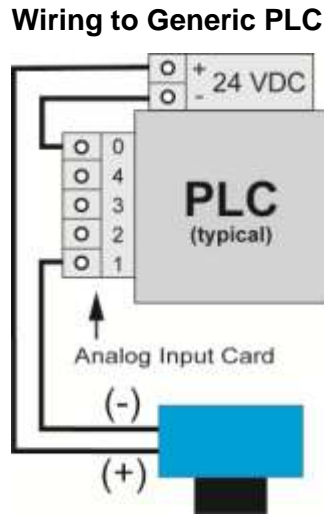 Wiring to Generic PLC
+ 24 VDC
-
0
4
3
2
1
PLC
(typical)
Analog Input Card
(-)
(+)